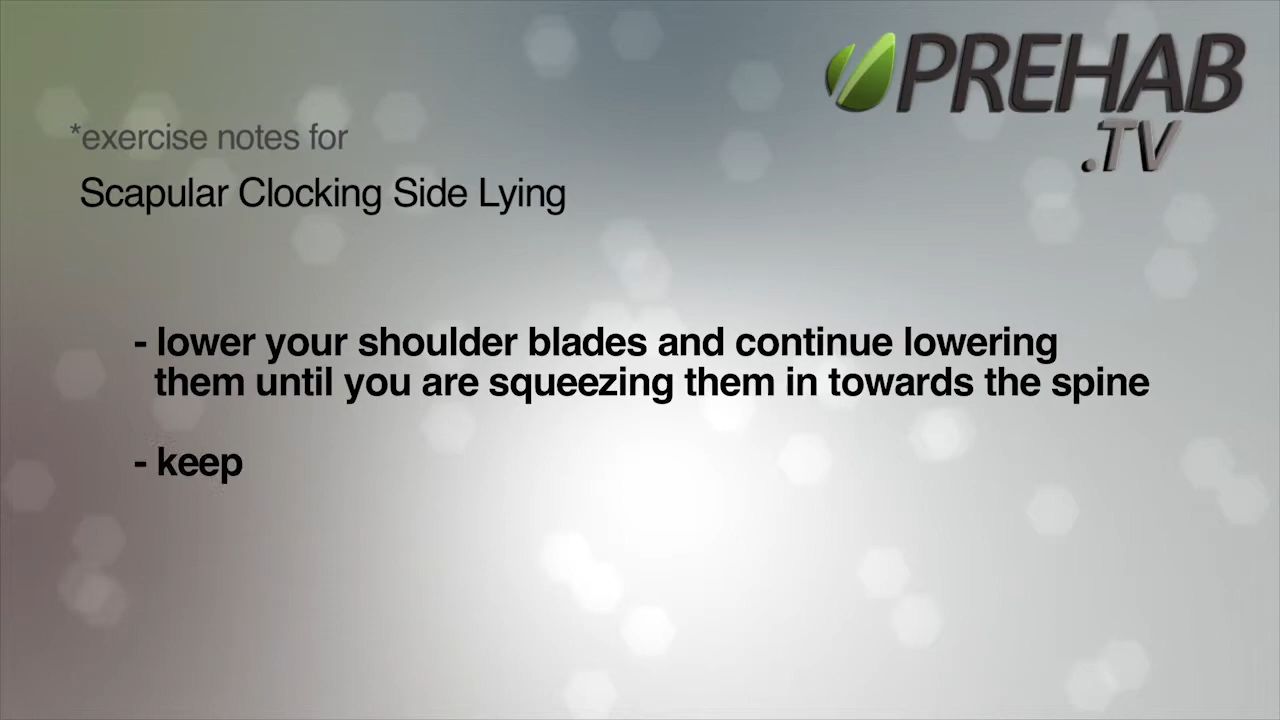 PREHAB
.TV
*exercise notes for
Scapular Clocking Side Lying
- lower your shoulder blades and continue lowering
them until you are squeezing them in towards the spine
- keep